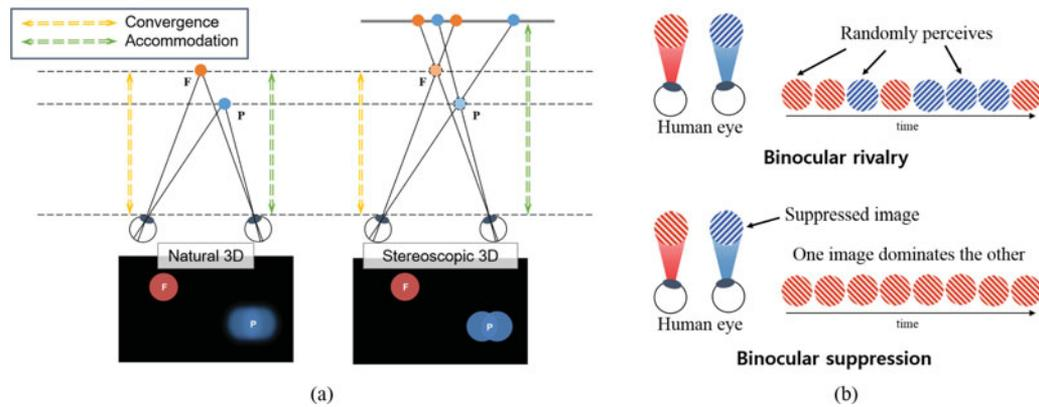 Convergence
Accommodation
F
P
F
P
Natural 3D
Stereoscopic 3D
F
P
F
P
(a)
Randomly perceives
Human eye
time
Binocular rivalry
Suppressed image
One image dominates the other
Human eye
time
Binocular suppression
(b)